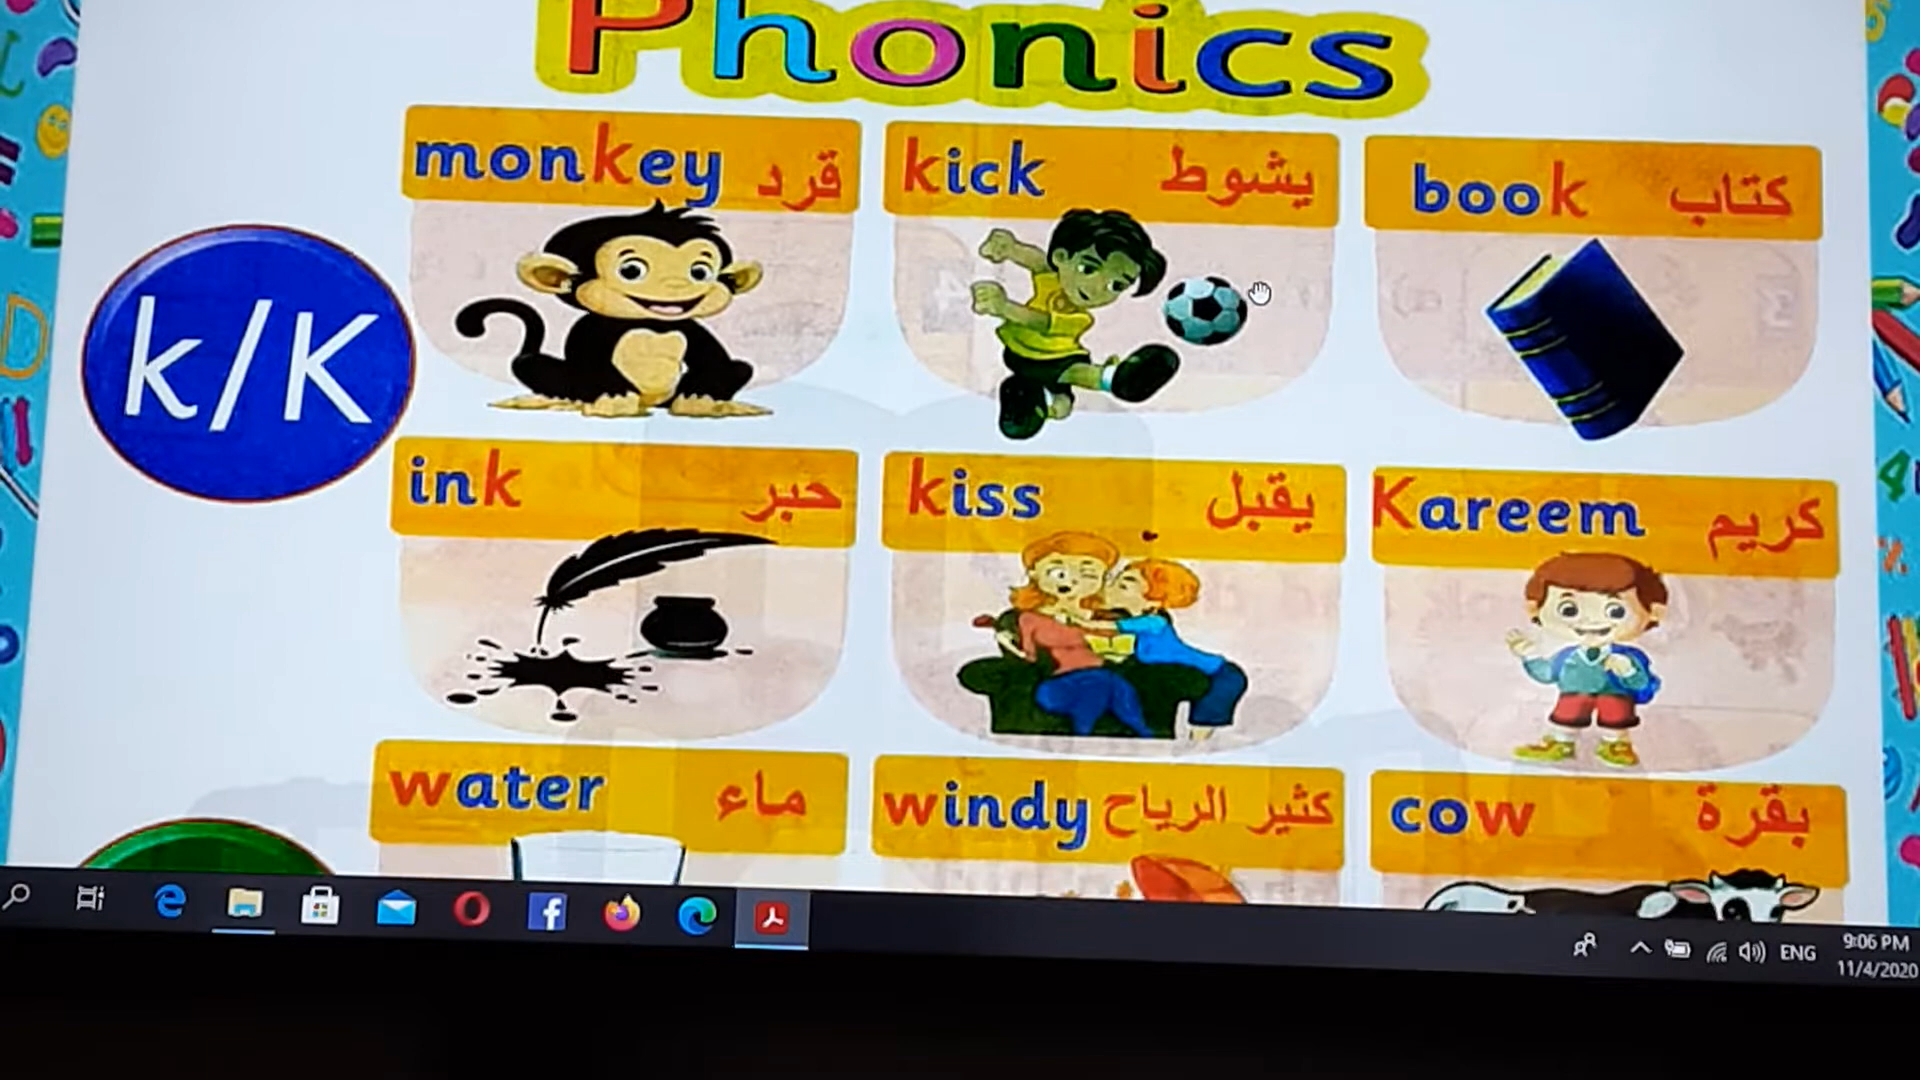 Phonics
monkey قرد
kick يشوط
book كتاب
k/K
ink حبر
kiss يقبل
Kareem كريم
water ماء
windy كثير الرياح
cow بقرة
ENG
9:06 PM
11/4/2020